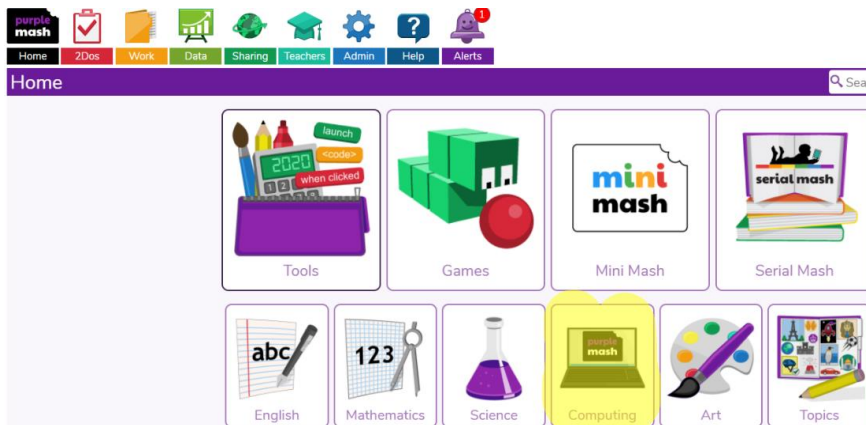 purple
mash
1
Home 2Dos Work Data Sharing Teachers Admin Help Alerts
Home
Sea
launch
<code>
2020
when clicked
1 2
mini
mash
serial mash
Tools Games Mini Mash Serial Mash
abc
123
purple
mash
English Mathematics Science Computing Art Topics